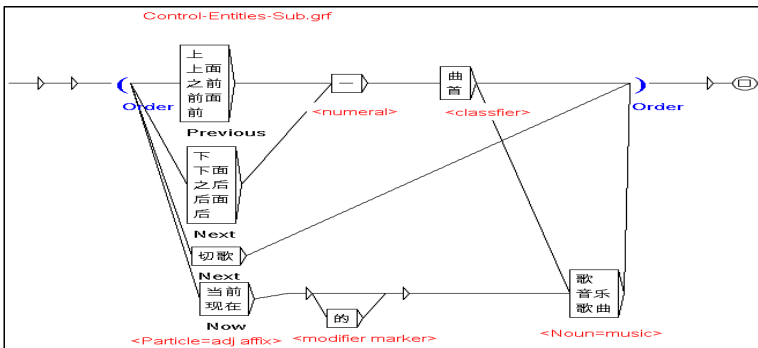 Control-Entities-Sub.grf
(
Order
上
上面
之前
前面
前
Previous
一
<numeral>
曲
首
<classfier>
)
Order
下
下面
之后
后面
后
Next
切歌
Next
当前
现在
Now
<Particle=adj affix>
的
<modifier marker>
歌
音乐
歌曲
<Noun=music>